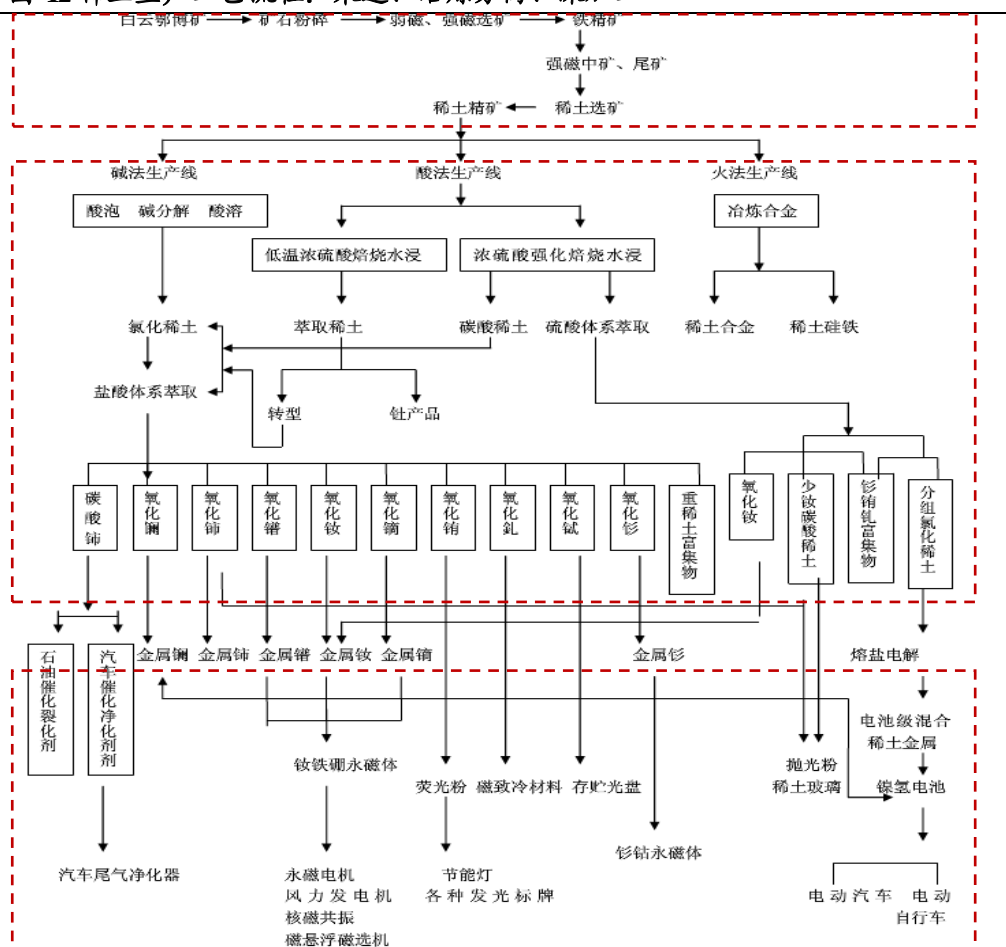 白云鄂博矿 矿石粉碎 弱磁、强磁选矿 铁精矿
强磁中矿、尾矿
稀土精矿 稀土选矿
碱法生产线 酸法生产线 火法生产线
酸泡 碱分解 酸溶 冶炼合金
低温浓硫酸焙烧水浸 浓硫酸强化焙烧水浸
氯化稀土 萃取稀土 碳酸稀土 硫酸体系萃取 稀土合金 稀土硅铁
盐酸体系萃取
转型 钍产品
碳酸铈
氧化镧
氧化铈
氧化镨
氧化钕
氧化镝
氧化铕
氧化釓
氧化铽
氧化钐
重稀土富集物
氧化钕
少钕碳酸稀土
钐铕钆富集物
分组氯化稀土
石油催化裂化剂
汽车催化净化剂剂
金属镧 金属铈 金属镨 金属钕 金属镝 金属钐 熔盐电解
电池级混合
稀土金属
钕铁硼永磁体
荧光粉 磁致冷材料 存贮光盘
抛光粉
稀土玻璃
镍氢电池
钐钴永磁体
汽车尾气净化器
永磁电机
风力发电机
核磁共振
磁悬浮磁选机
节能灯
各种发光标牌
电动汽车 电动
自行车